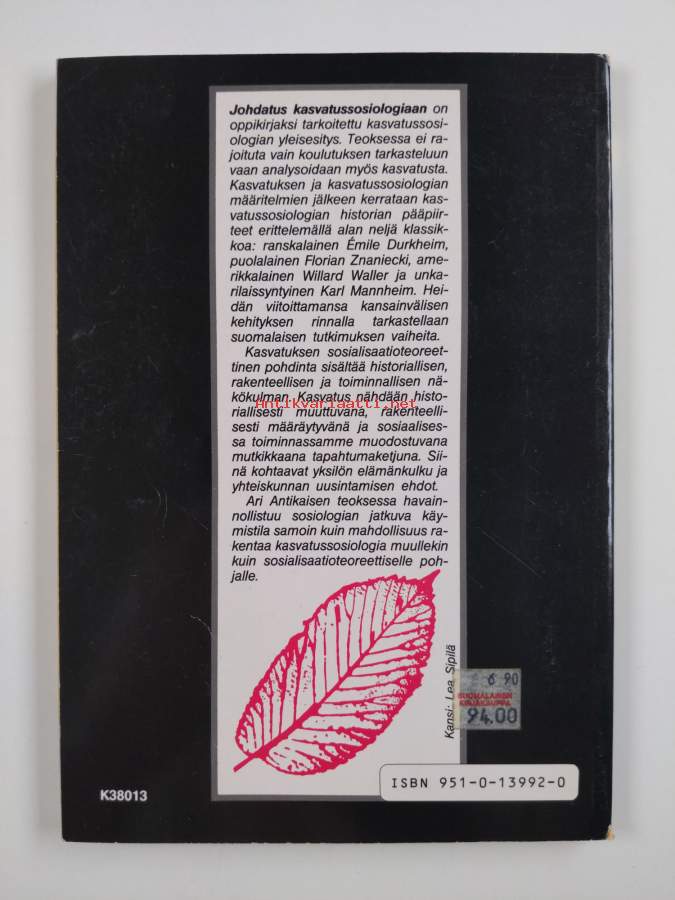 Johdatus kasvatussosiologiaan on
oppikirjaksi tarkoitettu kasvatussosi-
ologian yleisesitys. Teoksessa ei ra-
joituta vain koulutuksen tarkasteluun
vaan analysoidaan myös kasvatusta.
Kasvatuksen ja kasvatussosiologian
määritelmien jälkeen kerrataan kas-
vatussosiologian historian pääpiir-
teet erittelemällä alan neljä klassik-
koa: ranskalainen Émile Durkheim,
puolalainen Florian Znaniecki, ame-
rikkalainen Willard Waller ja unka-
rilaissyntyinen Karl Mannheim. Hei-
dän viitoittamansa kansainvälisen
kehityksen rinnalla tarkastellaan
suomalaisen tutkimuksen vaiheita.
Kasvatuksen sosialisaatioteoreet-
tinen pohdinta sisältää historiallisen,
rakenteellisen ja toiminnallisen nä-
kökulman. Kasvatus nähdään histo-
Antikvariaatti.net
riallisesti muuttuvana, rakenteelli-
sesti määräytyvänä ja sosiaalises-
sa toiminnassamme muodostuvana
mutkikkaana tapahtumaketjuna. Sii-
nä kohtaavat yksilön elämänkulku ja
yhteiskunnan uusintamisen ehdot.
Ari Antikaisen teoksessa havain-
nollistuu sosiologian jatkuva käy-
mistila samoin kuin mahdollisuus ra-
kentaa kasvatussosiologia muullekin
kuin sosialisaatioteoreettiselle poh-
jalle.
Kansi: Lea Sipilä
6 90
SUOMALAINEN
KIRJAKAUPPA
94.00
ISBN 951-0-13992-0
K38013